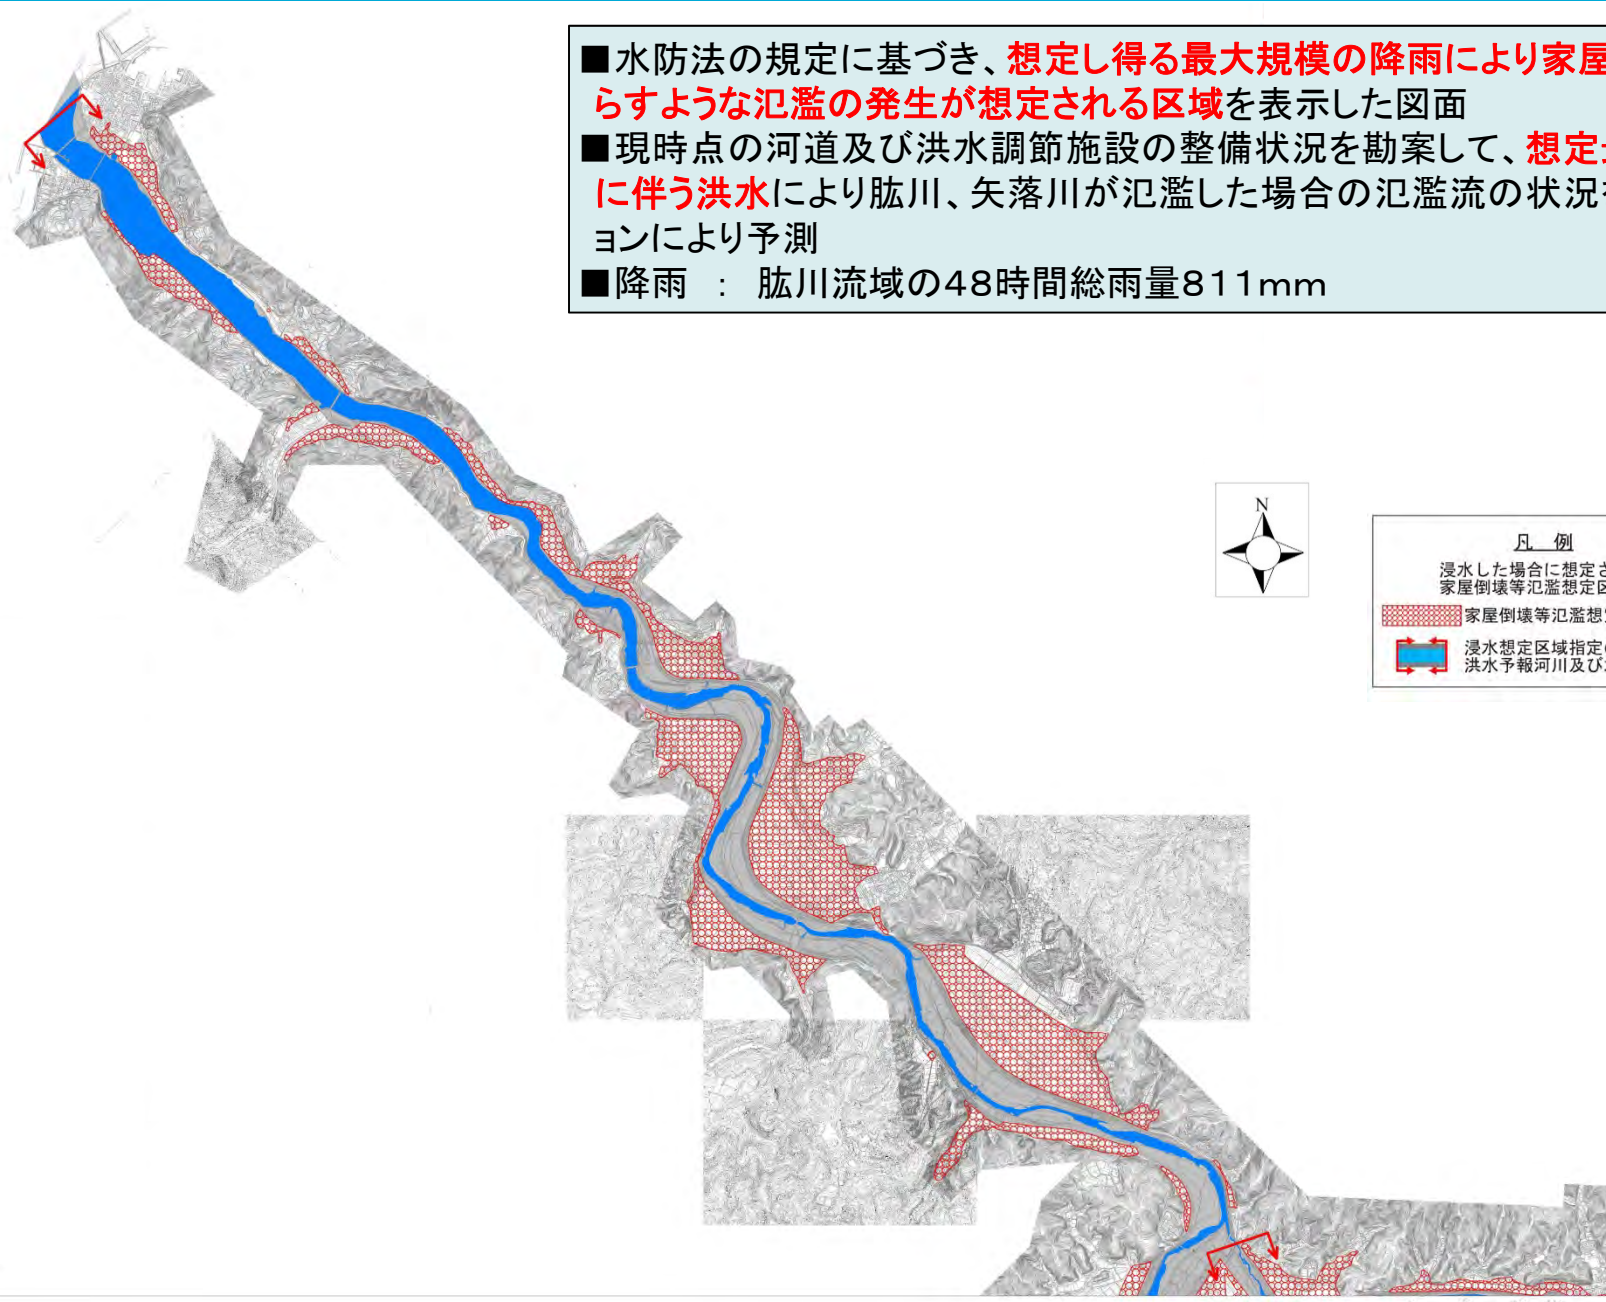 ■水防法の規定に基づき、想定し得る最大規模の降雨により家屋
らすような氾濫の発生が想定される区域を表示した図面
■現時点の河道及び洪水調節施設の整備状況を勘案して、想定
に伴う洪水により肱川、矢落川が氾濫した場合の氾濫流の状況
ョンにより予測
■降雨 : 肱川流域の48時間総雨量811mm
N
凡 例
浸水した場合に想定さ
家屋倒壊等氾濫想定区
家屋倒壊等氾濫想
浸水想定区域指定
洪水予報河川及び